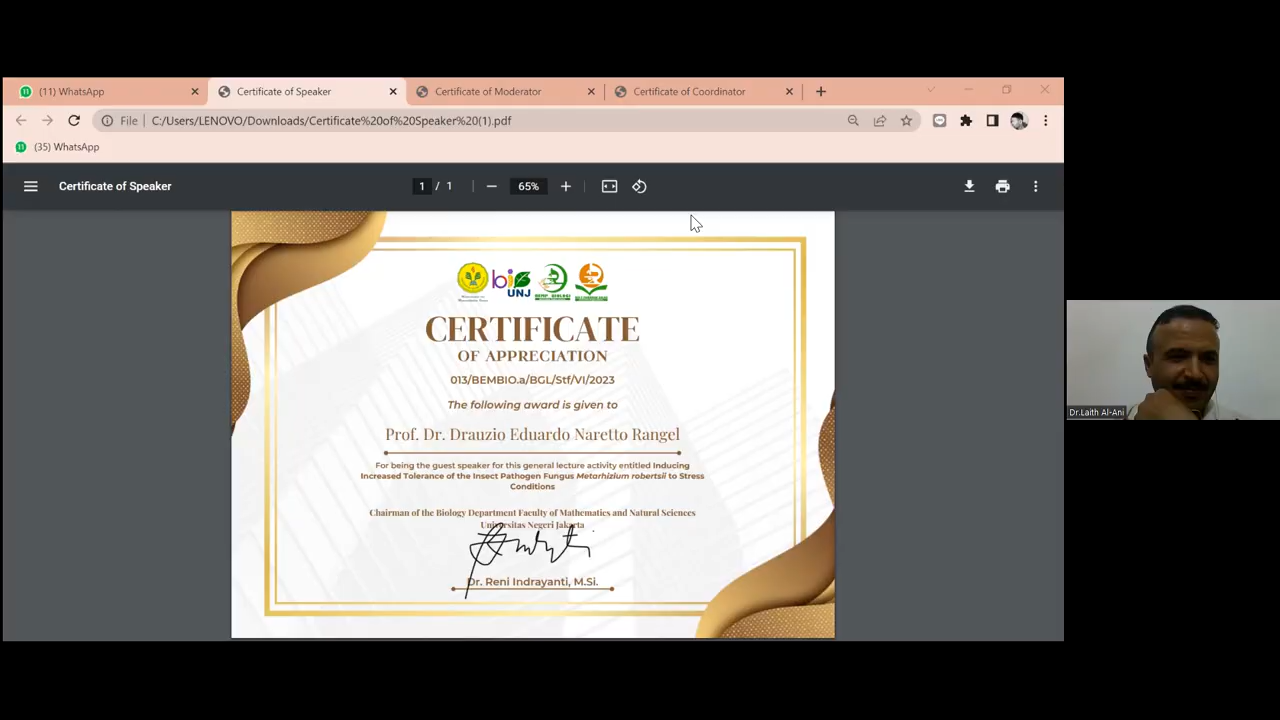 (11) WhatsApp
Certificate of Speaker
Certificate of Moderator
Certificate of Coordinator
File
C:/Users/LENOVO/Downloads/Certificate%20of%20Speaker%20(1).pdf
(35) WhatsApp
Certificate of Speaker
1 / 1
65%
bio
UNJ
CERTIFICATE
OF APPRECIATION
013/BEMBIO.a/BGL/Stf/VI/2023
The following award is given to
Prof. Dr. Drauzio Eduardo Naretto Rangel
For being the guest speaker for this general lecture activity entitled Inducing
Increased Tolerance of the Insect Pathogen Fungus Metarhizium robertsii to Stress
Conditions
Chairman of the Biology Department Faculty of Mathematics and Natural Sciences
Universitas Negeri Jakarta
Dr. Reni Indrayanti, M.Si.
Dr.Laith Al-Ani